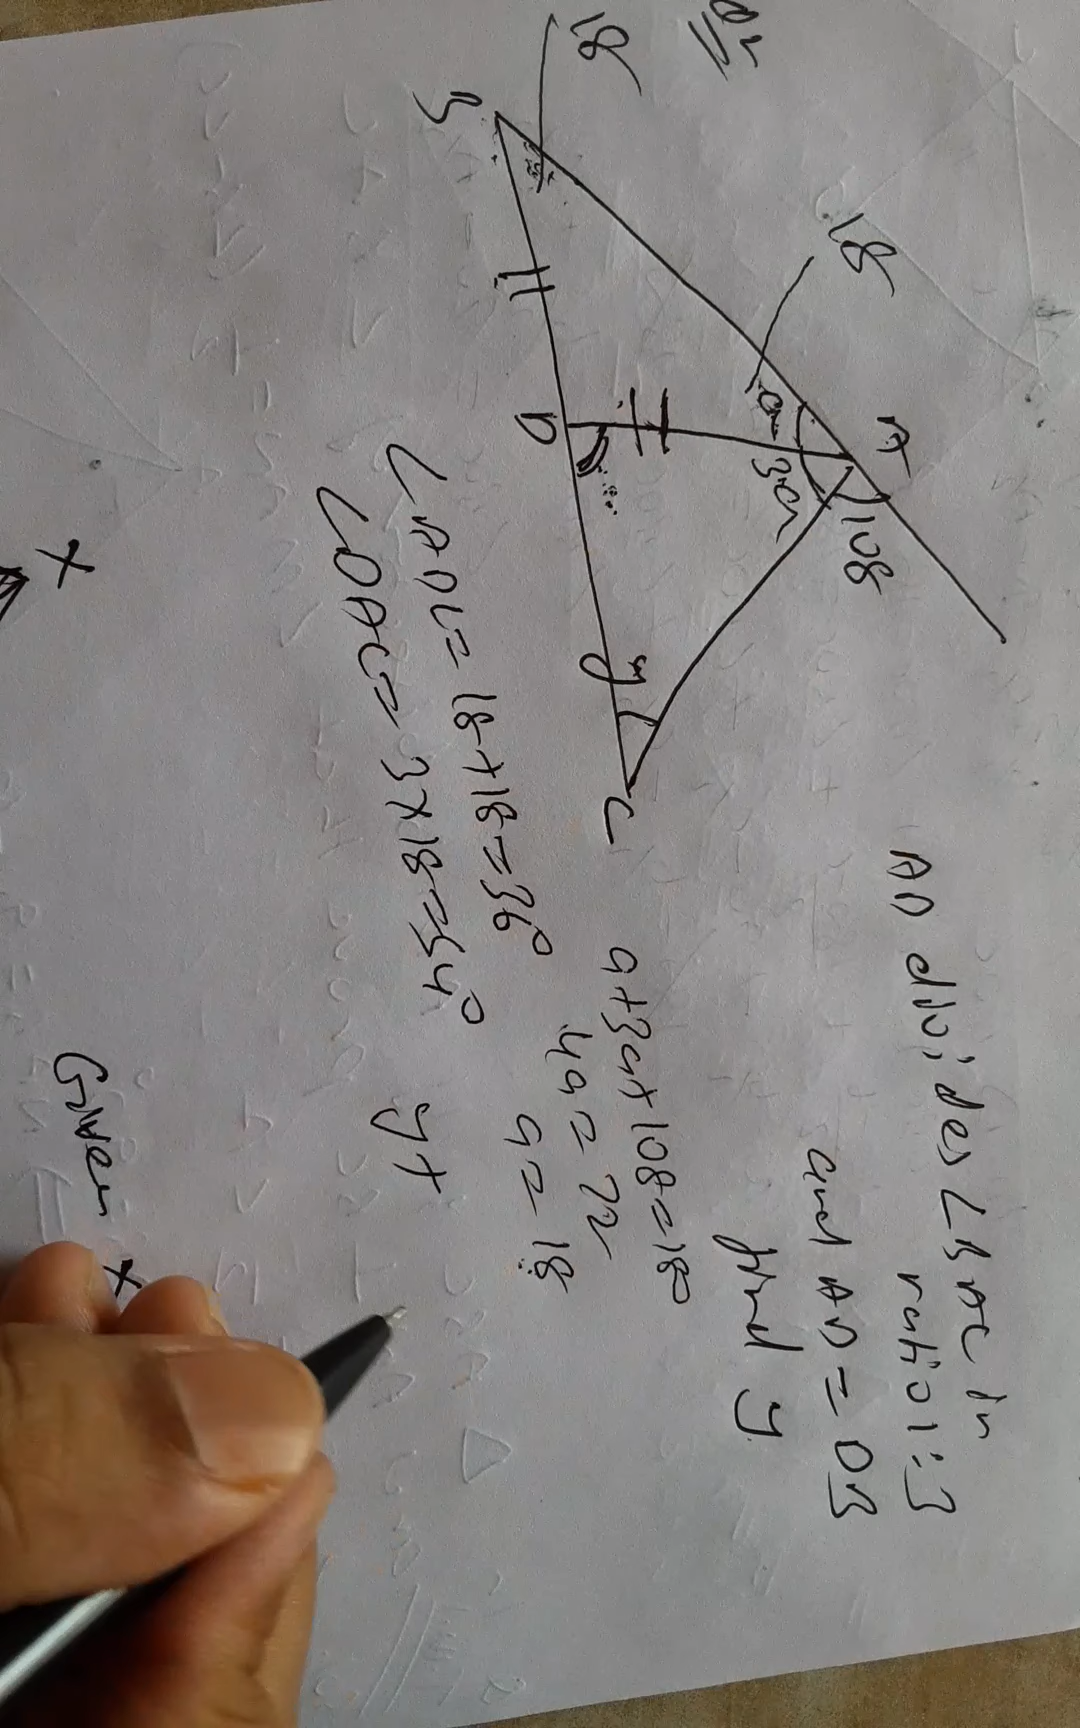 18
18
A
a
3a
108
B
D
y
C
AD divides ∠BAC in
ratio 1:3
and AD = DB
find y
a+3a+108=180
4a=72
a=18
∠ADC=18+18=36°
∠DAC=3×18=54°
y+